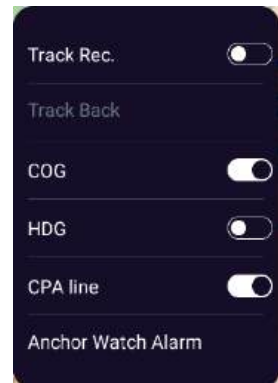 Track Rec.
Track Back
COG
HDG
CPA line
Anchor Watch Alarm